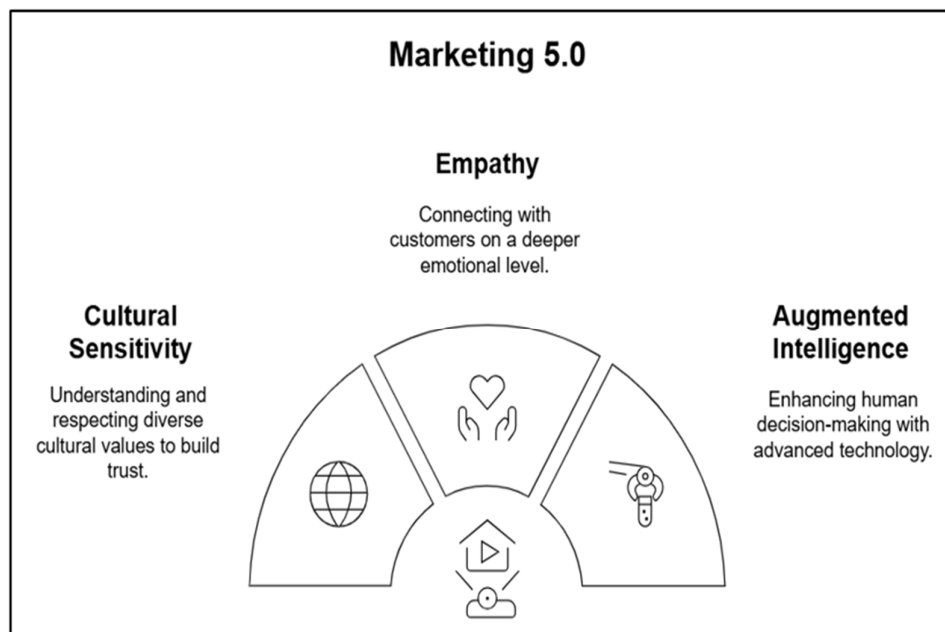 Marketing 5.0
Empathy
Connecting with
customers on a deeper
emotional level.
Cultural
Sensitivity
Understanding and
respecting diverse
cultural values to build
trust.
Augmented
Intelligence
Enhancing human
decision-making with
advanced technology.